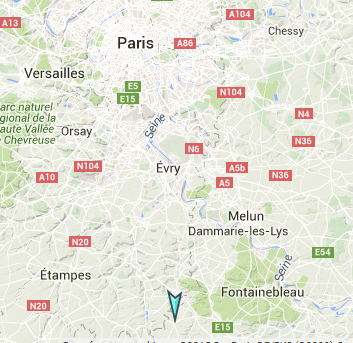 A104
Chessy
A13
Paris
A86
Versailles
E5
N104
E15
arc naturel
gional de la
aute Vallée
e Chevreuse
Orsay
Seine
N4
N36
N6
N104
Évry
A5b
A10
N36
A5
Melun
Dammarie-les-Lys
N20
E54
Étampes
Seine
Fontainebleau
N20
E15